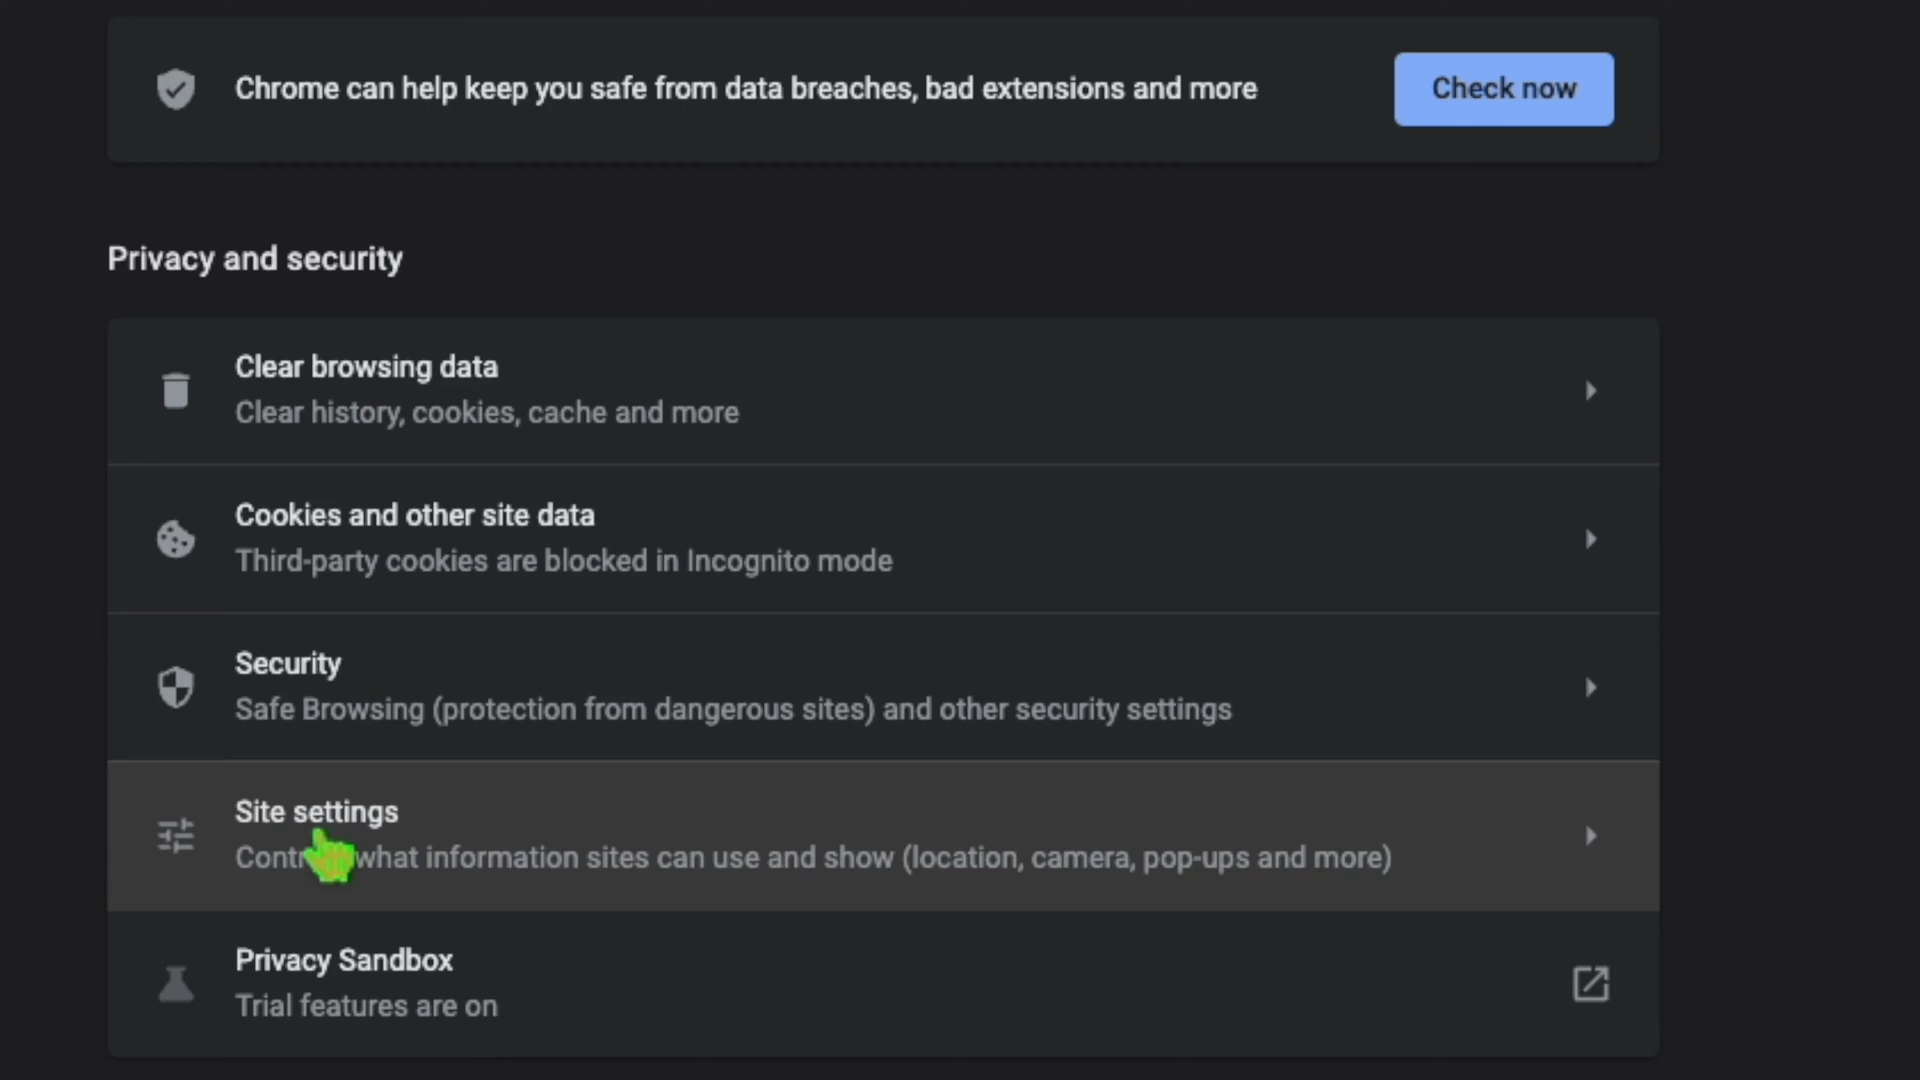 Chrome can help keep you safe from data breaches, bad extensions and more
Check now
Privacy and security
Clear browsing data
Clear history, cookies, cache and more
Cookies and other site data
Third-party cookies are blocked in Incognito mode
Security
Safe Browsing (protection from dangerous sites) and other security settings
Site settings
what information sites can use and show (location, camera, pop-ups and more)
Privacy Sandbox
Trial features are on